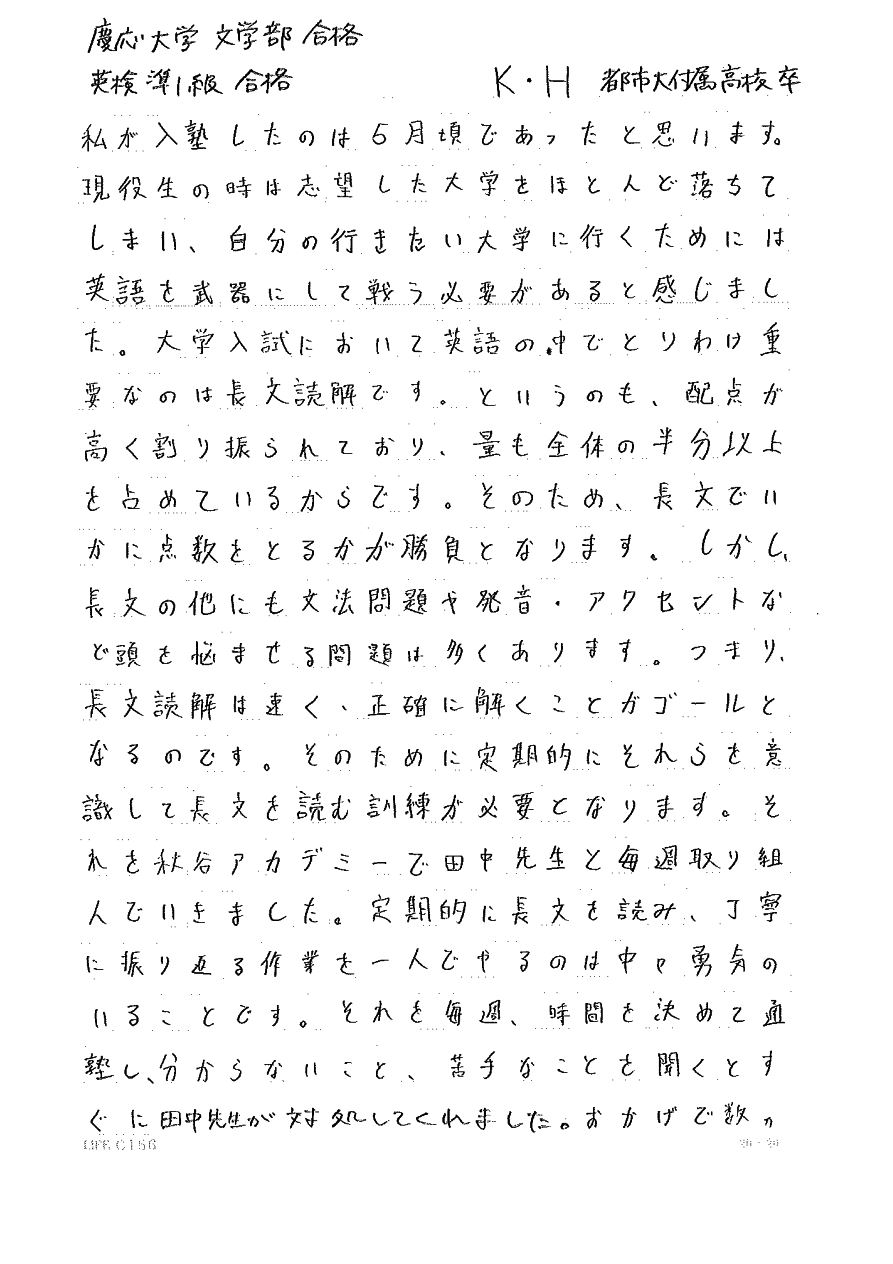 慶応大学 文学部 合格
英検準1級 合格 K・H 都市大付属高校卒
私が入塾したのは6月頃であったと思います。
現役生の時は志望した大学をほとんど落ちて
しまい、自分の行きたい大学に行くためには
英語を武器にして戦う必要があると感じまし
た。大学入試において英語の中でとりわけ重
要なのは長文読解です。というのも、配点が
高く割り振られており、量も全体の半分以上
を占めているからです。そのため、長文でい
かに点数をとるかが勝負となります。しかし、
長文の他にも文法問題や発音・アクセントな
ど頭を悩ませる問題は多くあります。つまり、
長文読解は速く、正確に解くことがゴールと
なるのです。そのために定期的にそれらを意
識して長文を読む訓練が必要となります。そ
れを秋谷アカデミーで田中先生と毎週取り組
んでいきました。定期的に長文を読み、丁寧
に振り返る作業を一人でやるのは中々勇気の
いることです。それを毎週、時間を決めて通
塾し、分からないこと、苦手なことを聞くとす
ぐに田中先生が対処してくれました。おかげで数ヶ
LIFE C156 20×20